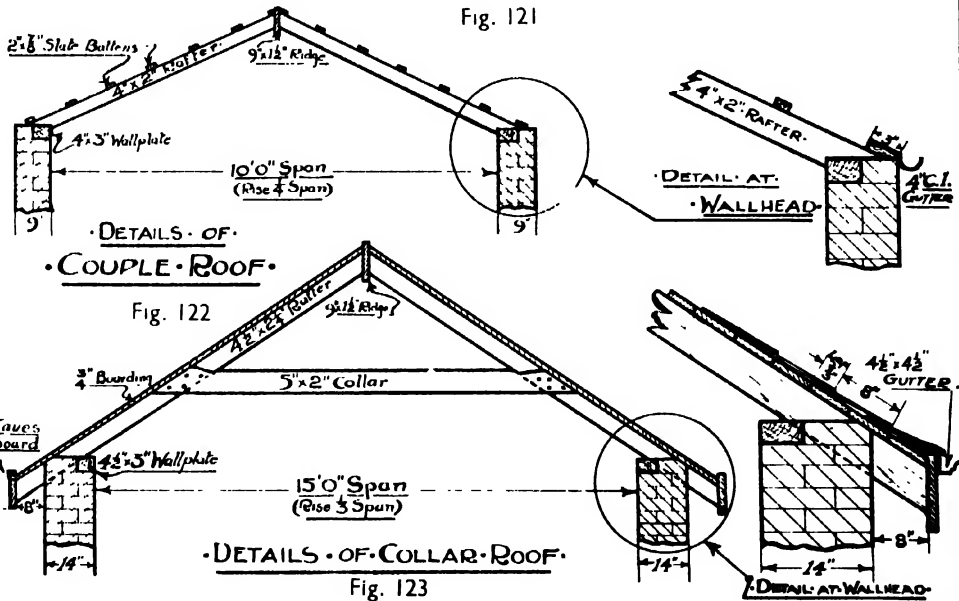 Fig. 121
2"x⅞" Slate Battens
4"x2" Rafter
9"x1½" Ridge
4"x3" Wallplate
10'0" Span
(Rise ¼ Span)
9"
9"
4"x2" RAFTER
3"
4" C.I.
GUTTER
DETAIL AT
WALLHEAD
DETAILS OF
COUPLE ROOF
Fig. 122
4½"x2¼" Rafter
9"x1½" Ridge
¾" Boarding
5"x2" Collar
Eaves
board
8"
4½"x3" Wallplate
15'0" Span
(Rise ⅓ Span)
14"
14"
DETAILS OF COLLAR ROOF
Fig. 123
3"
8"
4½"x4½"
GUTTER
8"
14"
DETAIL AT WALLHEAD